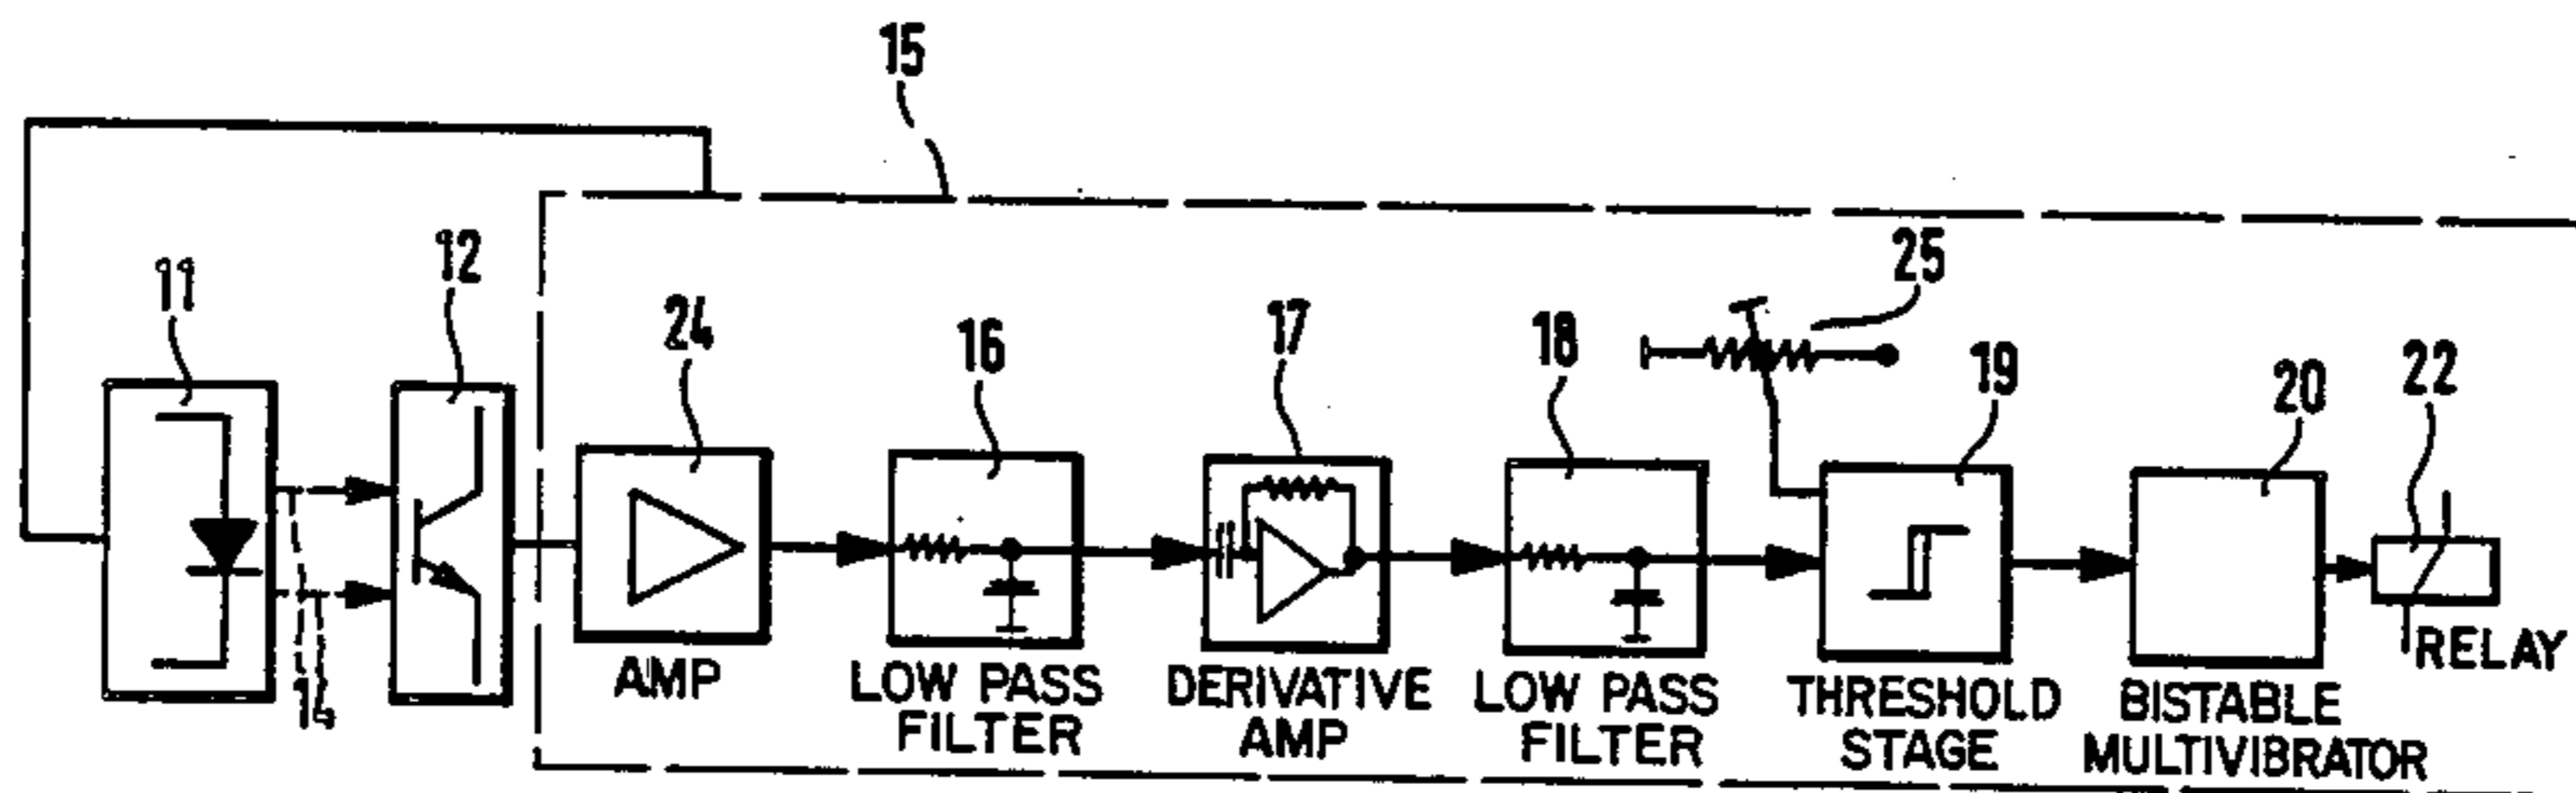 15
11
12
24
16
17
18
25
19
20
22
14
AMP
LOW PASS
FILTER
DERIVATIVE
AMP
LOW PASS
FILTER
THRESHOLD
STAGE
BISTABLE
MULTIVIBRATOR
RELAY